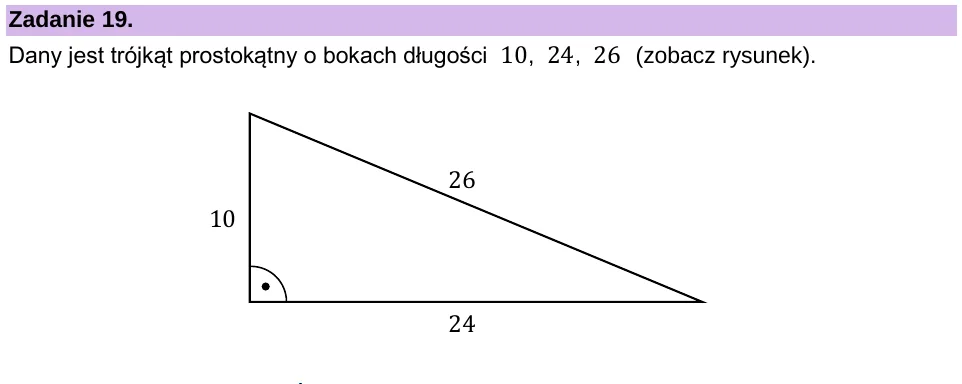 Zadanie 19.
Dany jest trójkąt prostokątny o bokach długości 10, 24, 26 (zobacz rysunek).
26
10
24